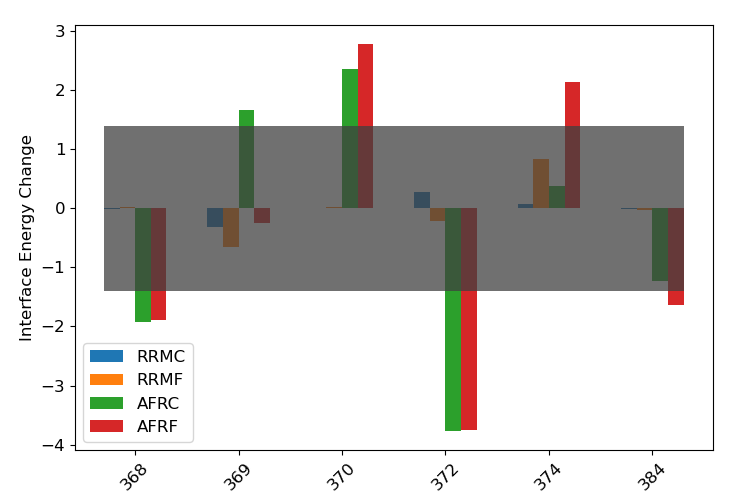 3
2
1
0
−1
−2
−3
−4
Interface Energy Change
RRMC
RRMF
AFRC
AFRF
368
369
370
372
374
384